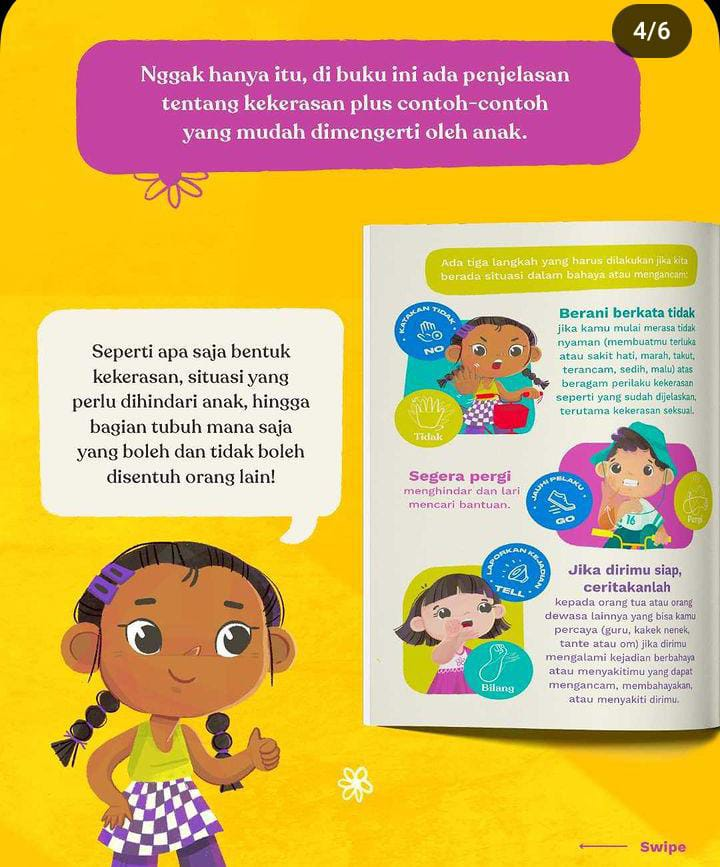 4/6
Nggak hanya itu, di buku ini ada penjelasan
tentang kekerasan plus contoh-contoh
yang mudah dimengerti oleh anak.
Ada tiga langkah yang harus dilakukan jika kita
berada situasi dalam bahaya atau mengancam:
KATAKAN TIDAK
NO
Tidak
Berani berkata tidak
jika kamu mulai merasa tidak
nyaman (membuatmu terluka
atau sakit hati, marah, takut,
terancam, sedih, malu) atas
beragam perilaku kekerasan
seperti yang sudah dijelaskan,
terutama kekerasan seksual.
Seperti apa saja bentuk
kekerasan, situasi yang
perlu dihindari anak, hingga
bagian tubuh mana saja
yang boleh dan tidak boleh
disentuh orang lain!
Segera pergi
menghindar dan lari
mencari bantuan.
JAUHI PELAKU
GO
16
Pergi
LAPORKAN KEJADIAN
TELL
Bilang
Jika dirimu siap,
ceritakanlah
kepada orang tua atau orang
dewasa lainnya yang bisa kamu
percaya (guru, kakek nenek,
tante atau om) jika dirimu
mengalami kejadian berbahaya
atau menyakitimu yang dapat
mengancam, membahayakan,
atau menyakiti dirimu.
Swipe